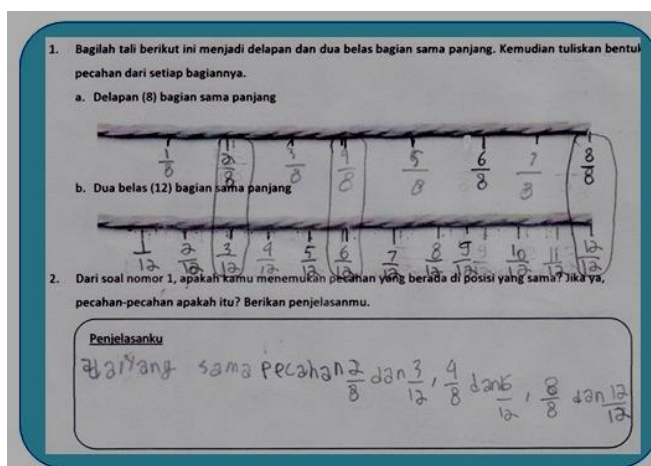 1. Bagilah tali berikut ini menjadi delapan dan dua belas bagian sama panjang. Kemudian tuliskan bentuk
pecahan dari setiap bagiannya.
a. Delapan (8) bagian sama panjang
1/8 2/8 3/8 4/8 5/8 6/8 7/8 8/8
b. Dua belas (12) bagian sama panjang
1/12 2/12 3/12 4/12 5/12 6/12 7/12 8/12 9/12 10/12 11/12 12/12
2. Dari soal nomor 1, apakah kamu menemukan pecahan yang berada di posisi yang sama? Jika ya,
pecahan-pecahan apakah itu? Berikan penjelasanmu.
Penjelasanku
yang sama pecahan 2/8 dan 3/12, 4/8 dan 6/12, 8/8 dan 12/12